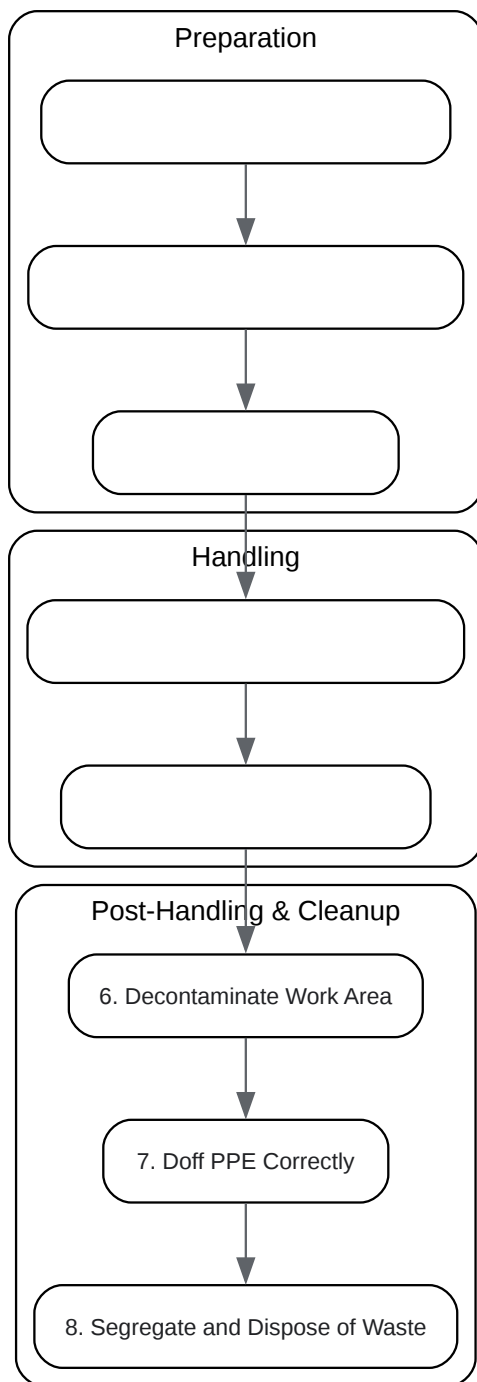 Preparation
Handling
Post-Handling & Cleanup
6. Decontaminate Work Area
7. Doff PPE Correctly
8. Segregate and Dispose of Waste